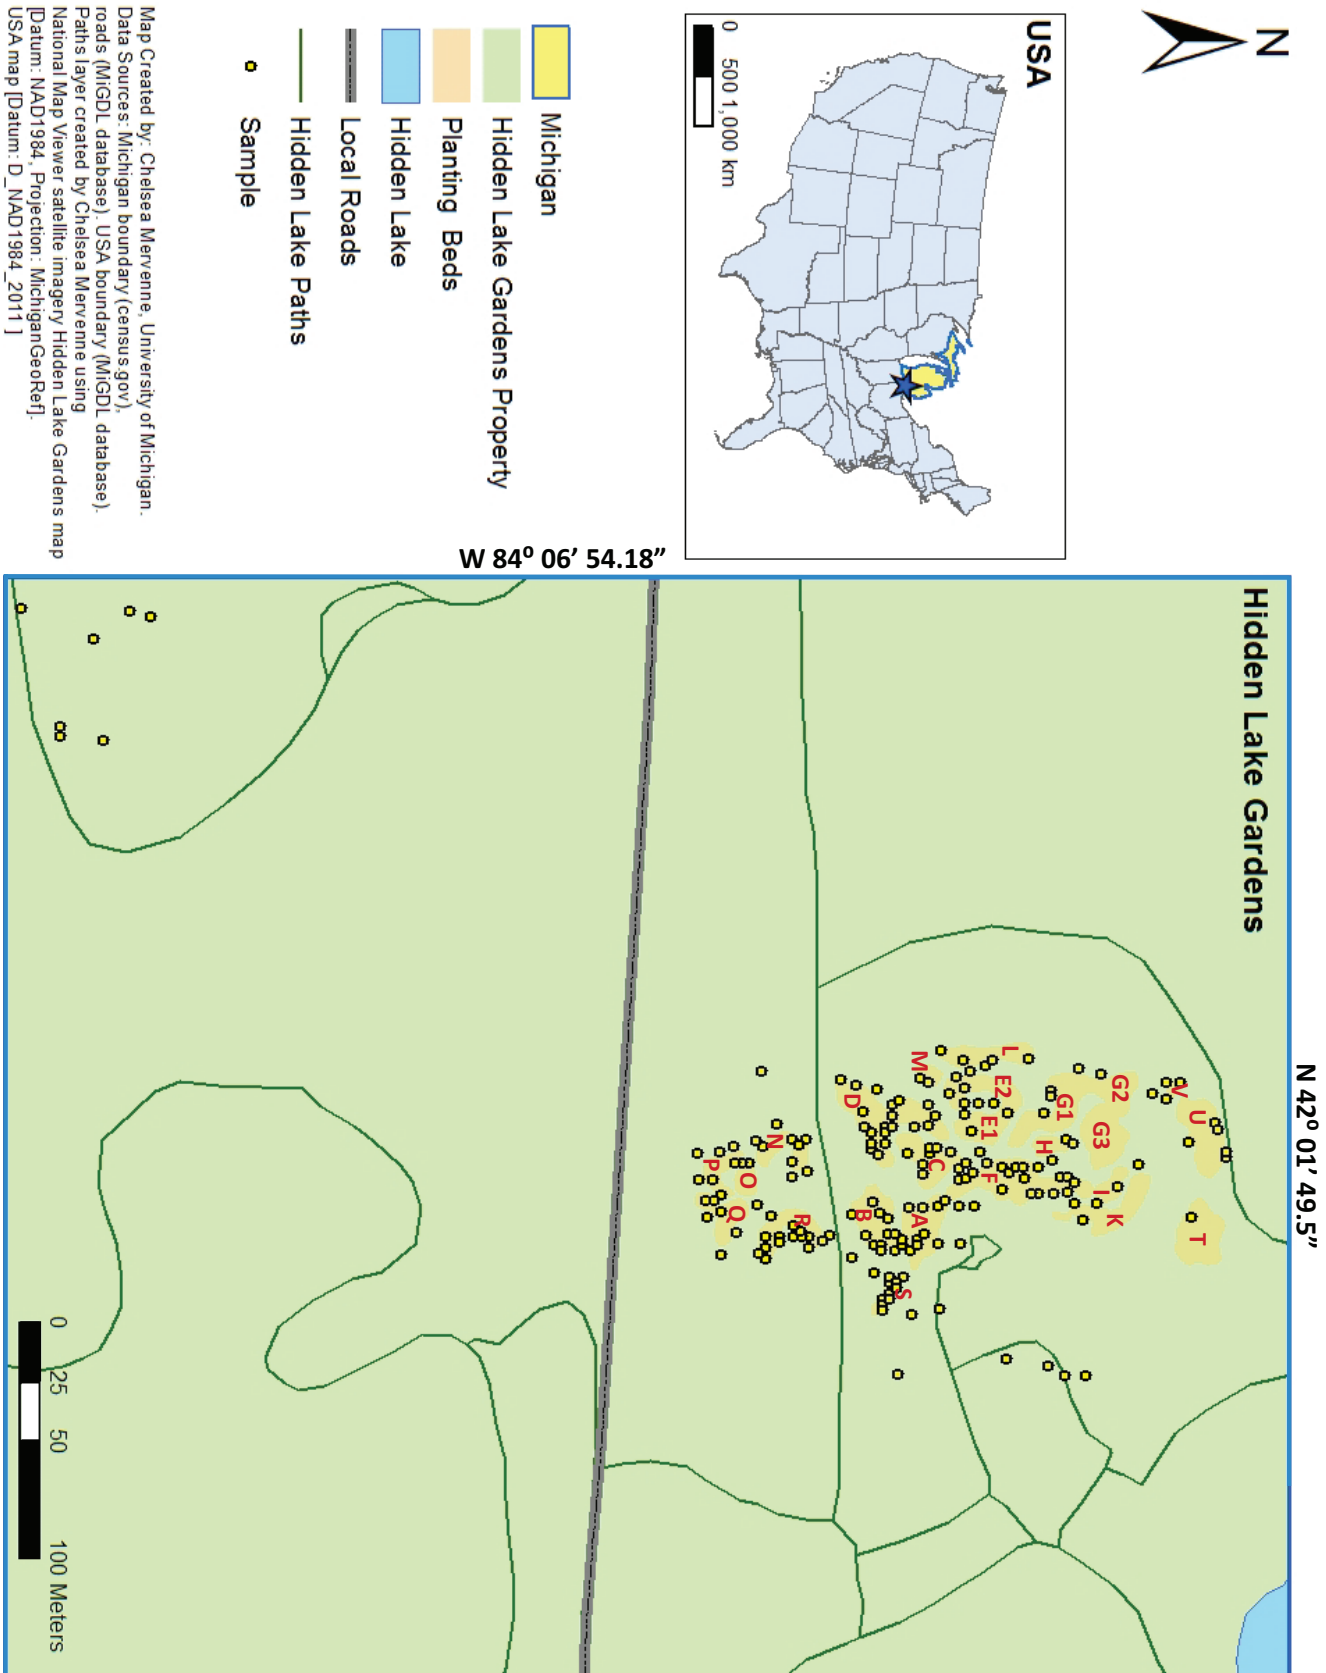 N
USA
0 500 1,000 km
Michigan
Hidden Lake Gardens Property
Planting Beds
Hidden Lake
Local Roads
Hidden Lake Paths
Sample
Map Created by: Chelsea Mervenne, University of Michigan.
Data Sources: Michigan boundary (census.gov),
roads (MiGDL database). USA boundary (MiGDL database).
Paths layer created by Chelsea Mervenne using
National Map Viewer satellite imagery Hidden Lake Gardens map
[Datum: NAD1984, Projection: MichiganGeoRef].
USA map [Datum: D_NAD1984_2011 ]
W 84⁰ 06’ 54.18”
N 42⁰ 01’ 49.5”
Hidden Lake Gardens
V
U
T
G2
G3
G1
H
I
K
L
E2
E1
F
M
C
A
D
B
S
N
R
O
P
Q
0 25 50 100 Meters